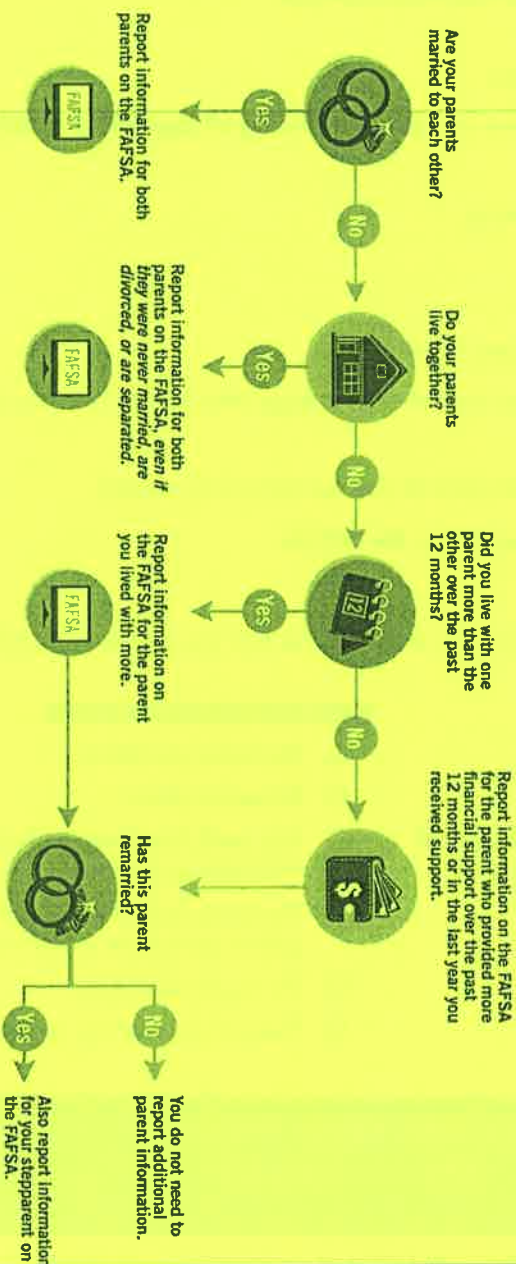 Are your parents
married to each other?
Yes
Report information for both
parents on the FAFSA.
FAFSA
No
Do your parents
live together?
Yes
Report information for both
parents on the FAFSA, even if
they were never married, are
divorced, or are separated.
FAFSA
No
Did you live with one
parent more than the
other over the past
12 months?
12
Yes
Report information on
the FAFSA for the parent
you lived with more.
FAFSA
No
Report information on the FAFSA
for the parent who provided more
financial support over the past
12 months or in the last year you
received support.
$
Has this parent
remarried?
No
You do not need to
report additional
parent information.
Yes
Also report information
for your stepparent on
the FAFSA.